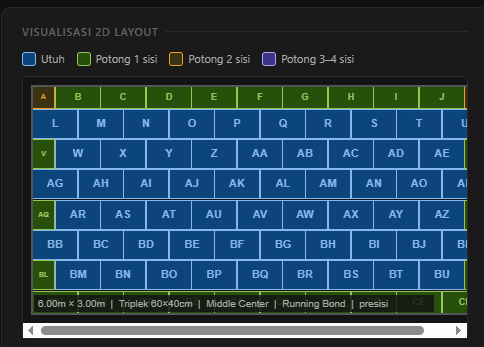 VISUALISASI 2D LAYOUT
Utuh Potong 1 sisi Potong 2 sisi Potong 3–4 sisi
A B C D E F G H I J
L M N O P Q R S T
V W X Y Z AA AB AC AD AE
AG AH AI AJ AK AL AM AN AO
AQ AR AS AT AU AV AW AX AY AZ
BB BC BD BE BF BG BH BI BJ
BL BM BN BO BP BQ BR BS BT BU
6.00m × 3.00m | Triplek 60×40cm | Middle Center | Running Bond | presisi CE